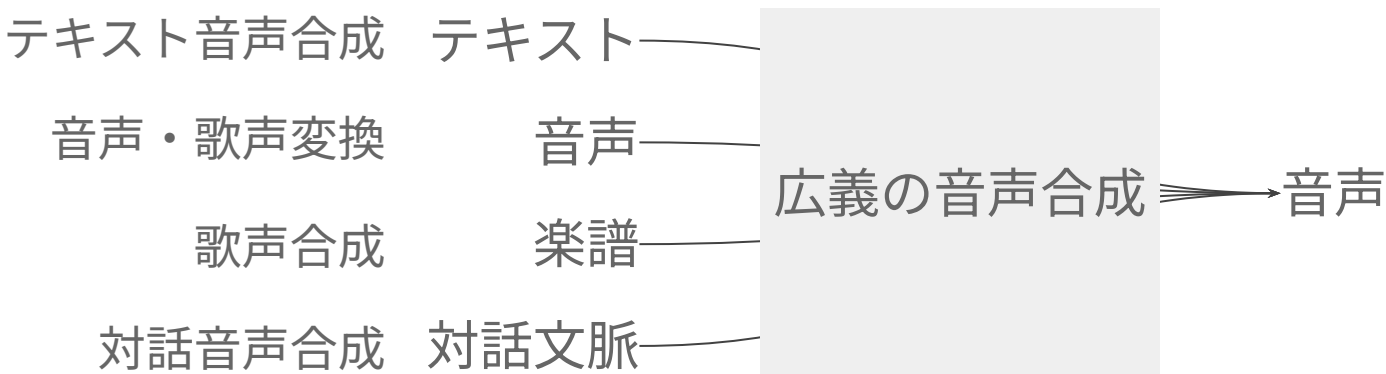 テキスト音声合成 テキスト
音声・歌声変換 音声
広義の音声合成 音声
歌声合成 楽譜
対話音声合成 対話文脈